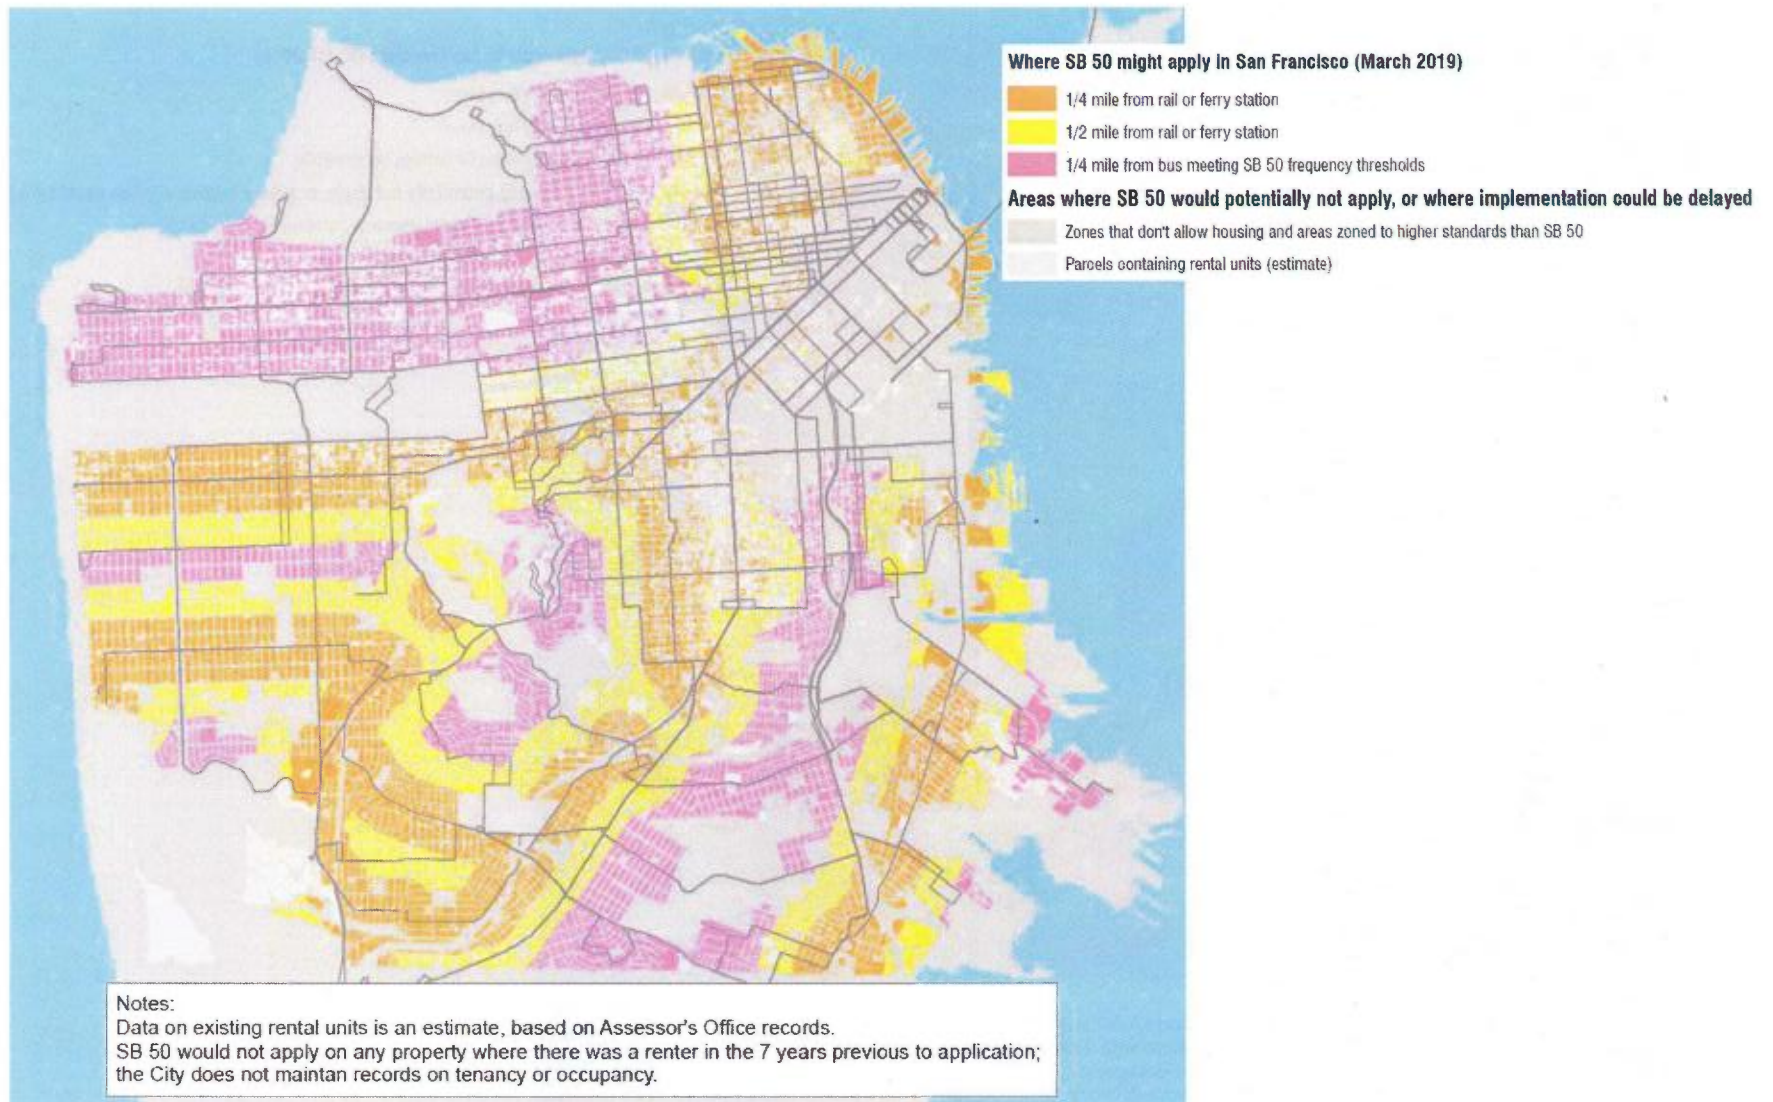 Where SB 50 might apply in San Francisco (March 2019)
1/4 mile from rail or ferry station
1/2 mile from rail or ferry station
1/4 mile from bus meeting SB 50 frequency thresholds
Areas where SB 50 would potentially not apply, or where implementation could be delayed
Zones that don't allow housing and areas zoned to higher standards than SB 50
Parcels containing rental units (estimate)
Notes:
Data on existing rental units is an estimate, based on Assessor's Office records.
SB 50 would not apply on any property where there was a renter in the 7 years previous to application;
the City does not maintan records on tenancy or occupancy.